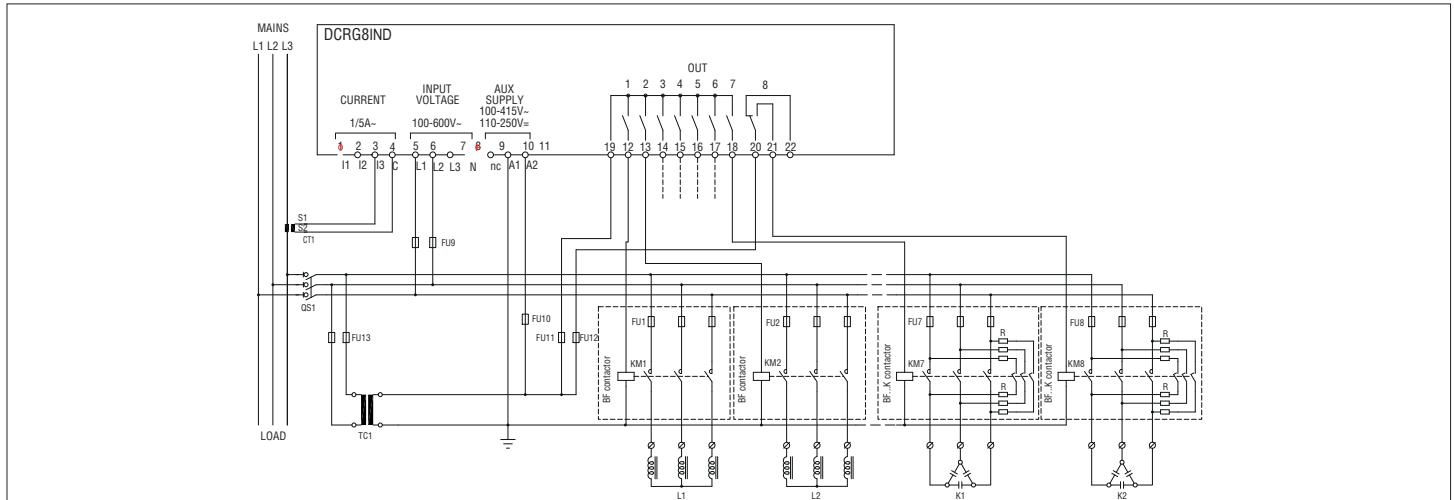 MAINS
L1 L2 L3
DCRG8IND
CURRENT
1/5A~
INPUT
VOLTAGE
100-600V~
AUX
SUPPLY
100-415V~
110-250V=
OUT
1 2 3 4 5 6 7 8
1 2 3 4 5 6 7 8 9 10 11
19 12 13 14 15 16 17 18 20 21 22
I1 I2 I3 C L1 L2 L3 N nc A1 A2
S1
S2
CT1
FU9
QS1
FU13
FU10
FU11
FU12
FU1
FU2
FU7
FU8
R
R
R
R
BF contactor
KM1
BF contactor
KM2
BF...K contactor
KM7
BF...K contactor
KM8
TC1
LOAD
L1
L2
K1
K2